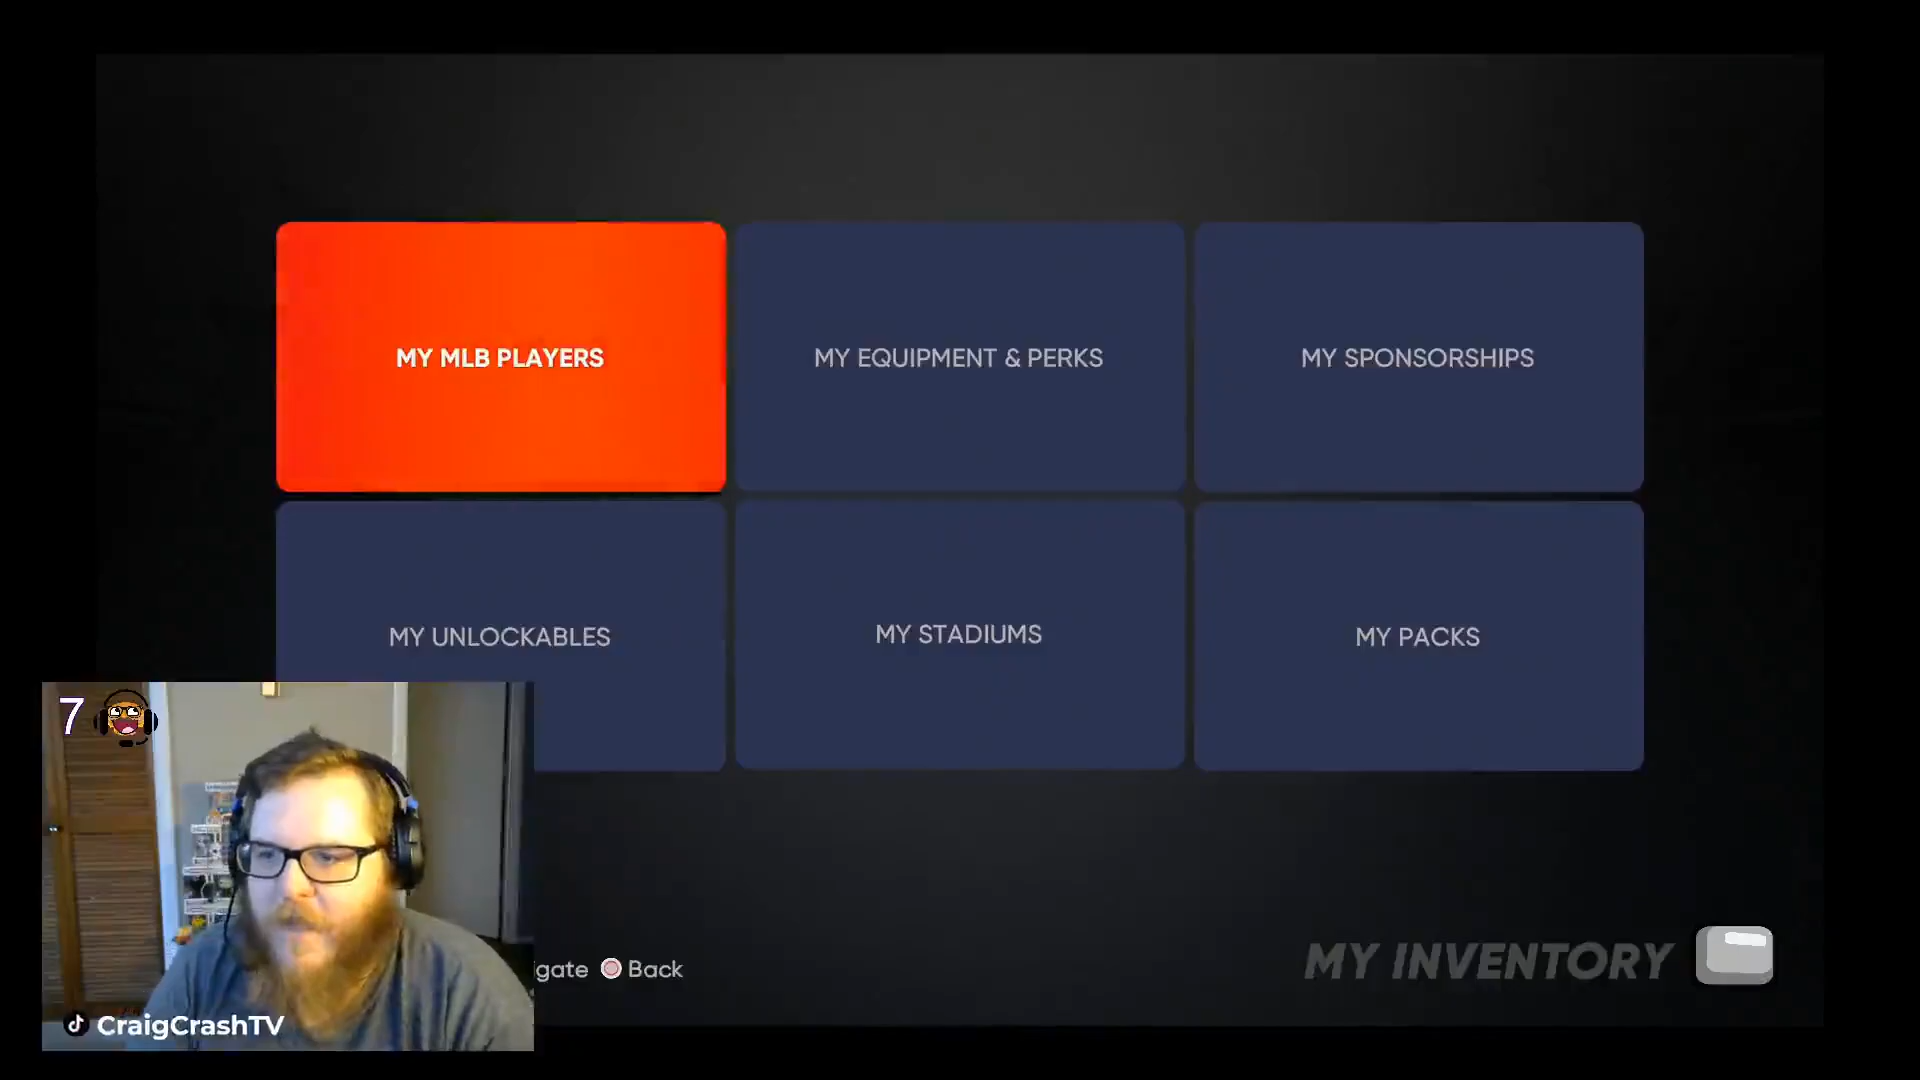 MY MLB PLAYERS
MY EQUIPMENT & PERKS
MY SPONSORSHIPS
MY UNLOCKABLES
MY STADIUMS
MY PACKS
7
Back
MY INVENTORY
CraigCrashTV